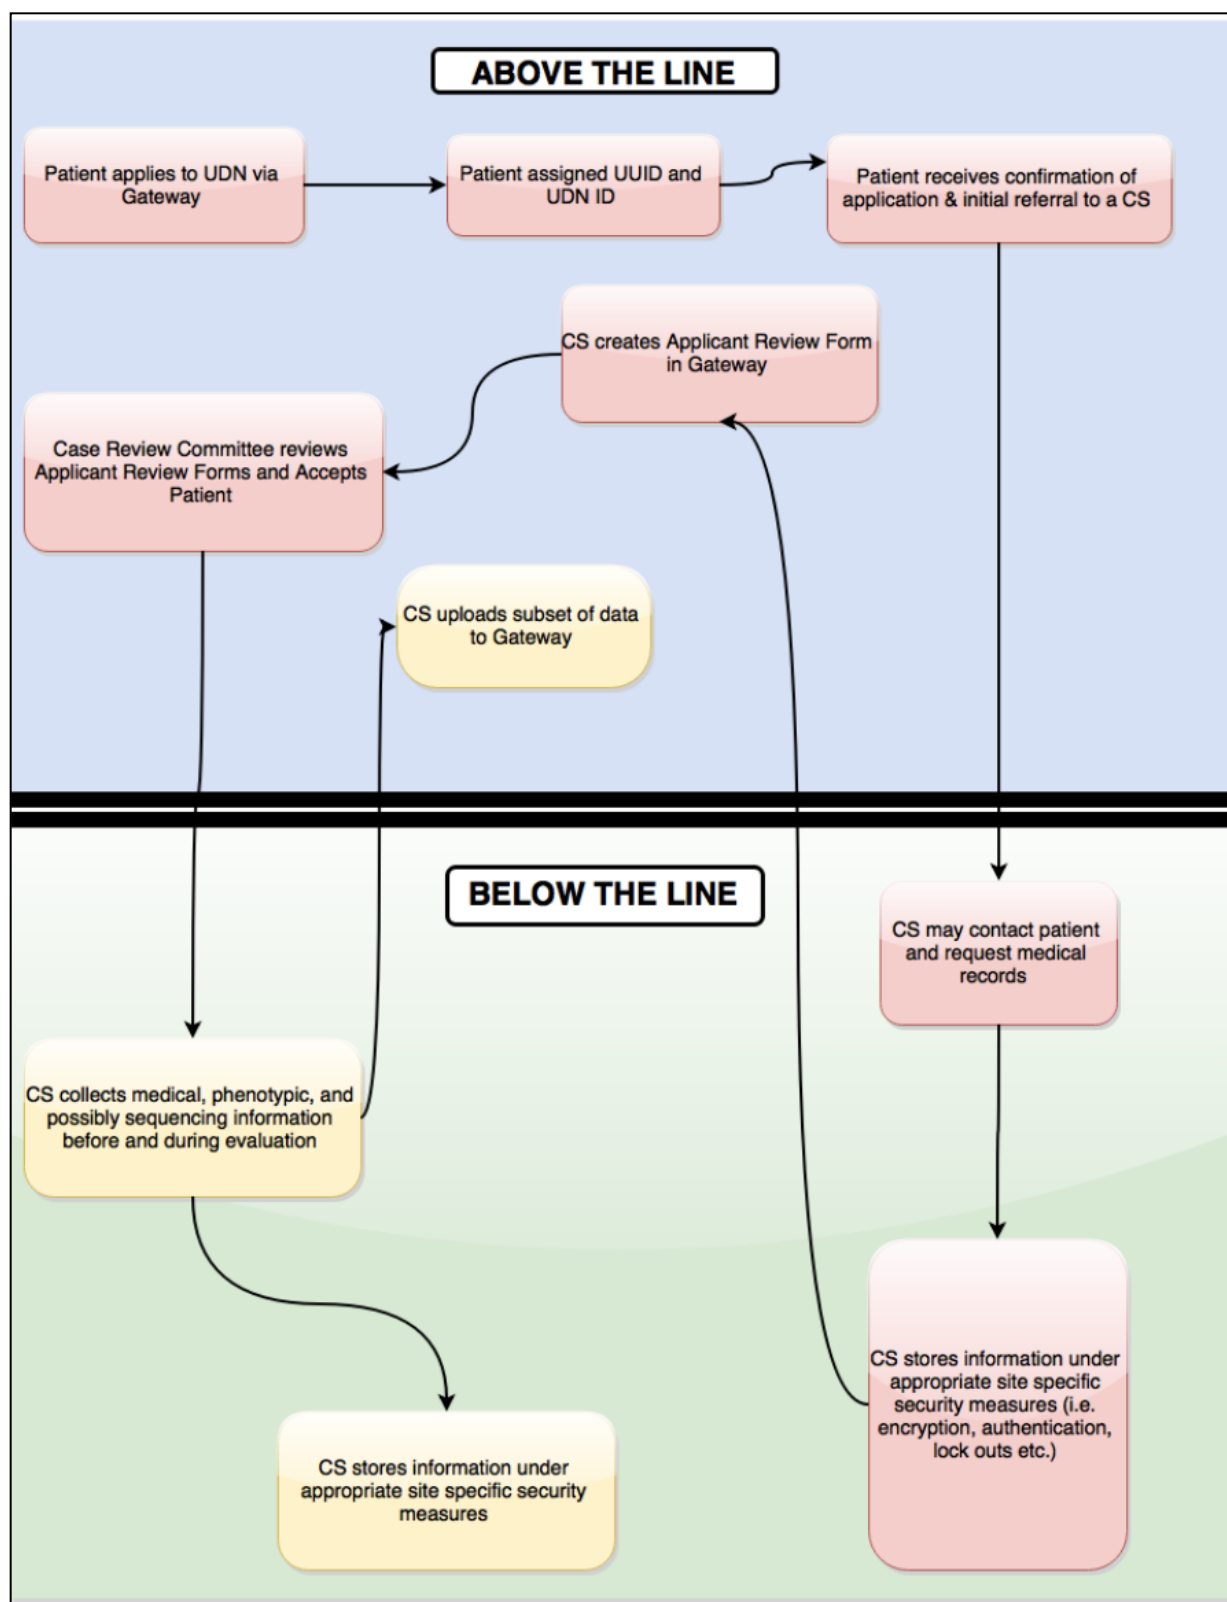 ABOVE THE LINE
Patient applies to UDN via
Gateway
Patient assigned UUID and
UDN ID
Patient receives confirmation of
application & initial referral to a CS
CS creates Applicant Review Form
in Gateway
Case Review Committee reviews
Applicant Review Forms and Accepts
Patient
CS uploads subset of data
to Gateway
BELOW THE LINE
CS may contact patient
and request medical
records
CS collects medical, phenotypic, and
possibly sequencing information
before and during evaluation
CS stores information under
appropriate site specific
security measures (i.e.
encryption, authentication,
lock outs etc.)
CS stores information under
appropriate site specific security
measures